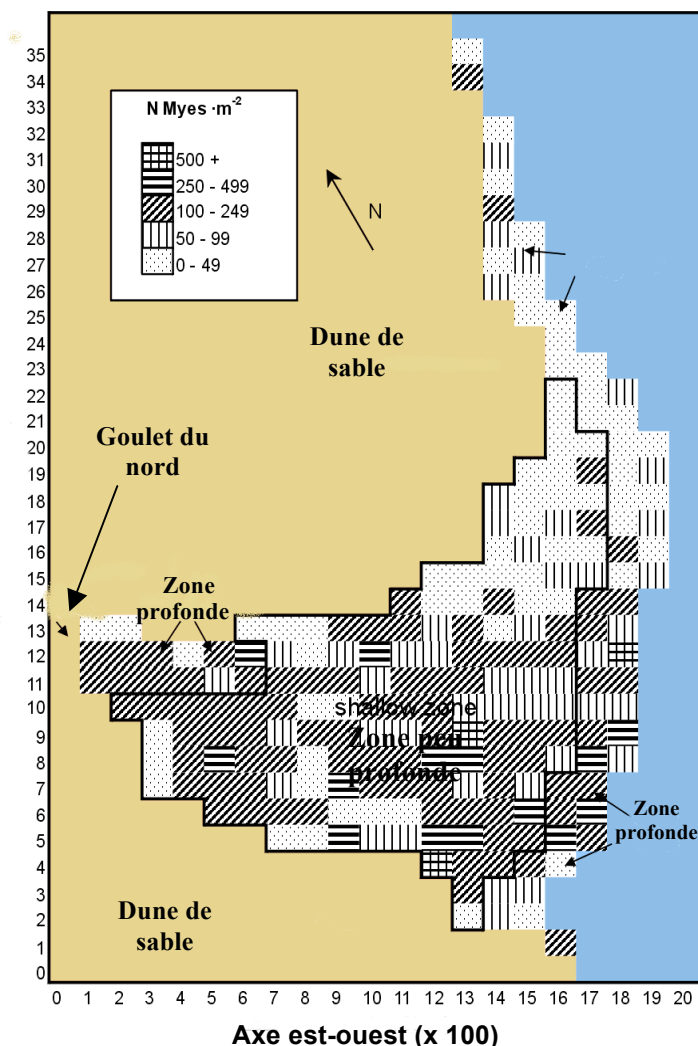 35
34
33
32
31
30
29
28
27
26
25
24
23
22
21
20
19
18
17
16
15
14
13
12
11
10
9
8
7
6
5
4
3
2
1
0
N Myes ·m-2
500 +
250 - 499
100 - 249
50 - 99
0 - 49
N
Dune de
sable
Goulet du
nord
Zone
profonde
shallow zone
Zone peu
profonde
Zone
profonde
Dune de
sable
0 1 2 3 4 5 6 7 8 9 10 11 12 13 14 15 16 17 18 19 20
Axe est-ouest (x 100)